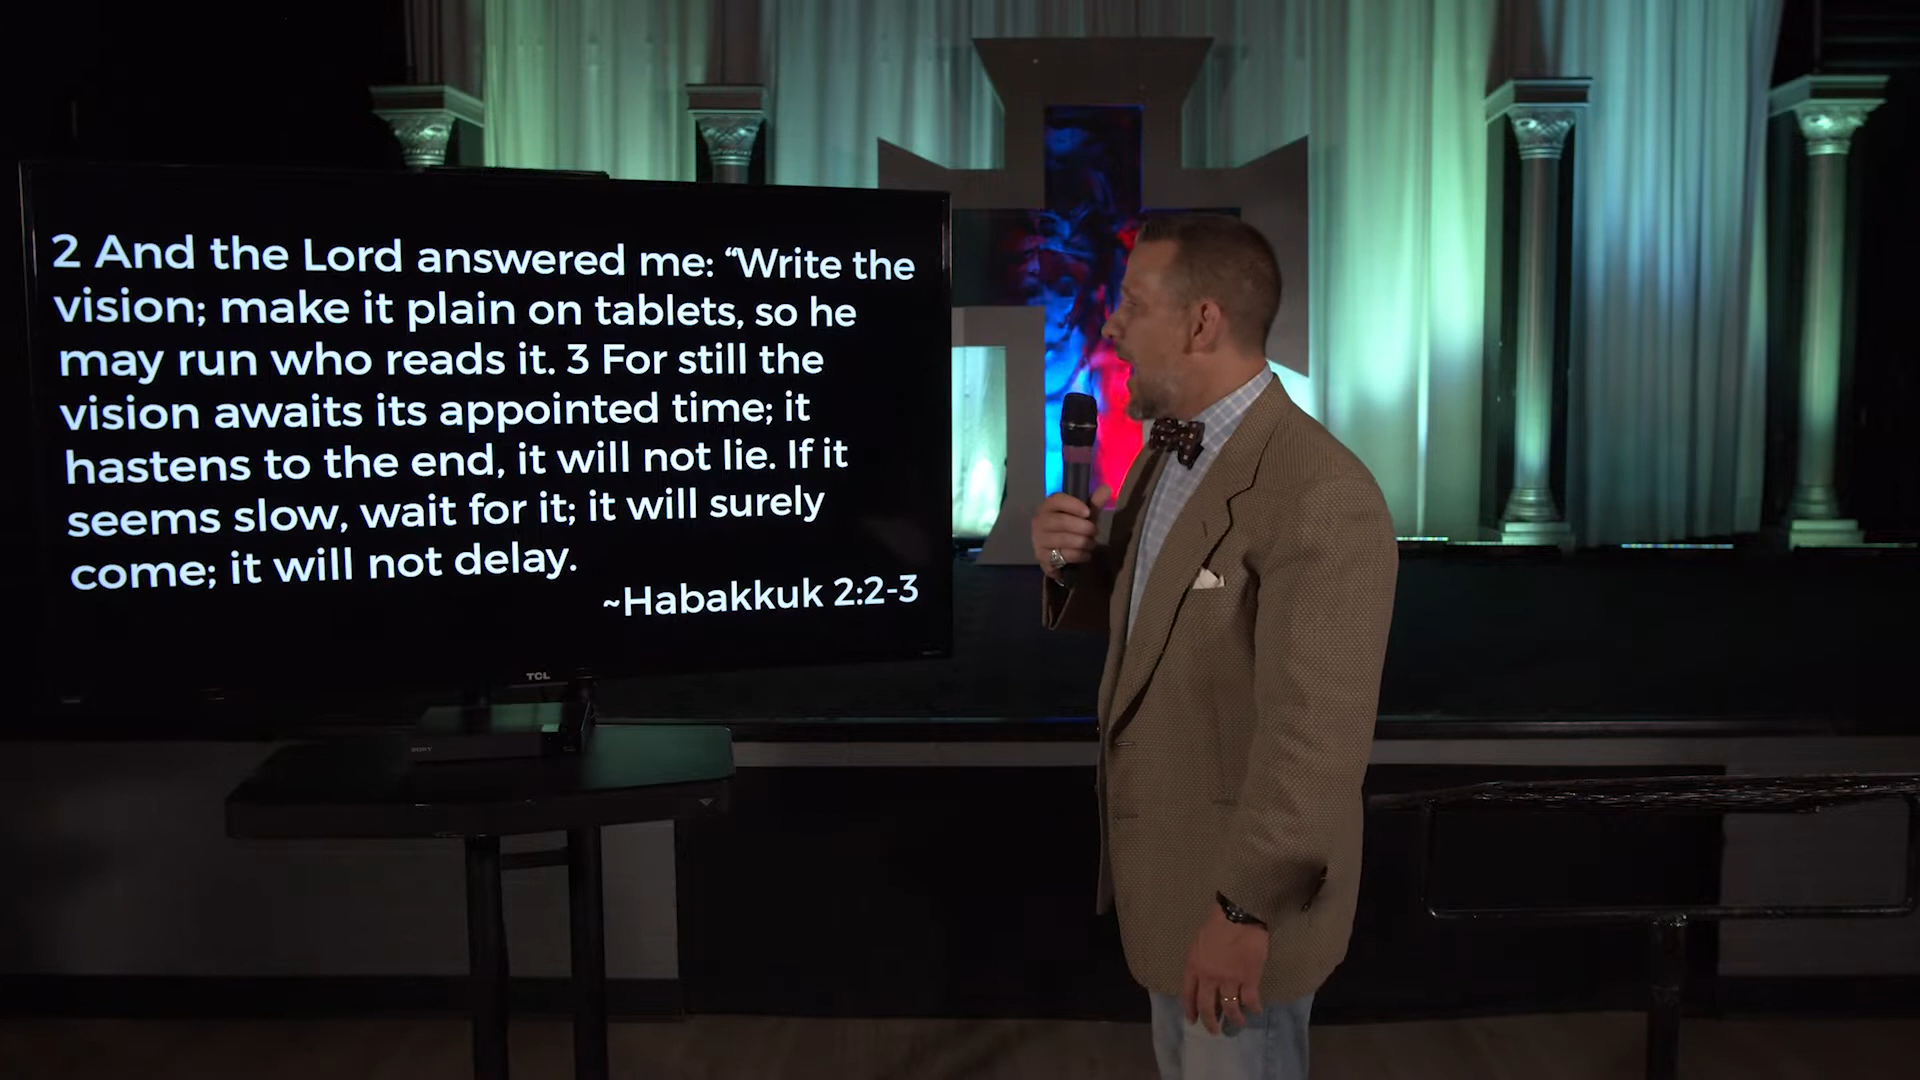 2 And the Lord answered me: “Write the
vision; make it plain on tablets, so he
may run who reads it. 3 For still the
vision awaits its appointed time; it
hastens to the end, it will not lie. If it
seems slow, wait for it; it will surely
come; it will not delay.
~Habakkuk 2:2-3
TCL
SONY